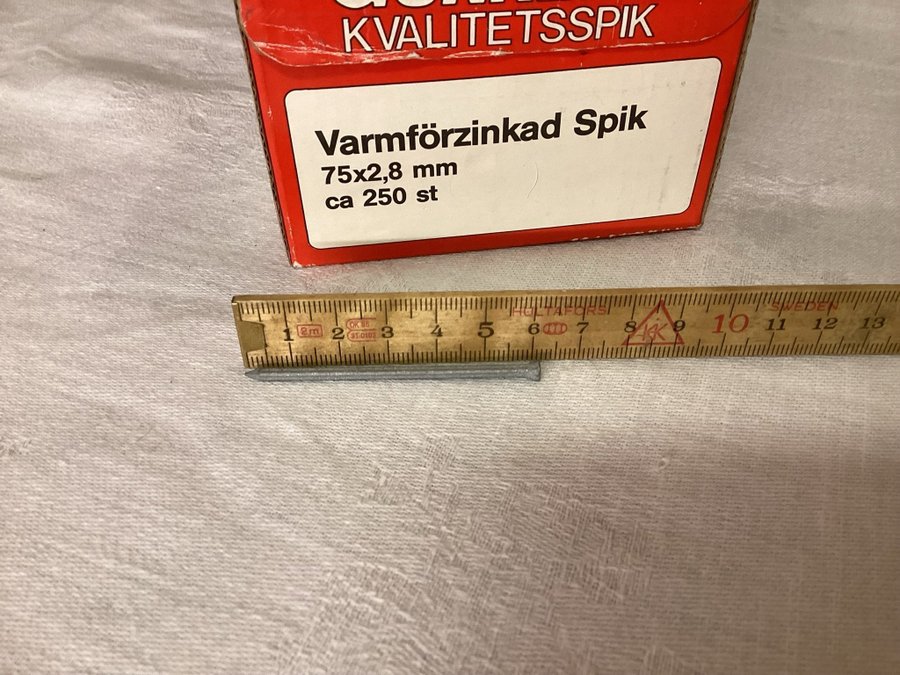 KVALITETSSPIK
Varmförzinkad Spik
75x2,8 mm
ca 250 st
HULTAFORS SWEDEN
1 2m 2 3 4 5 6 7 8 9 10 11 12 13